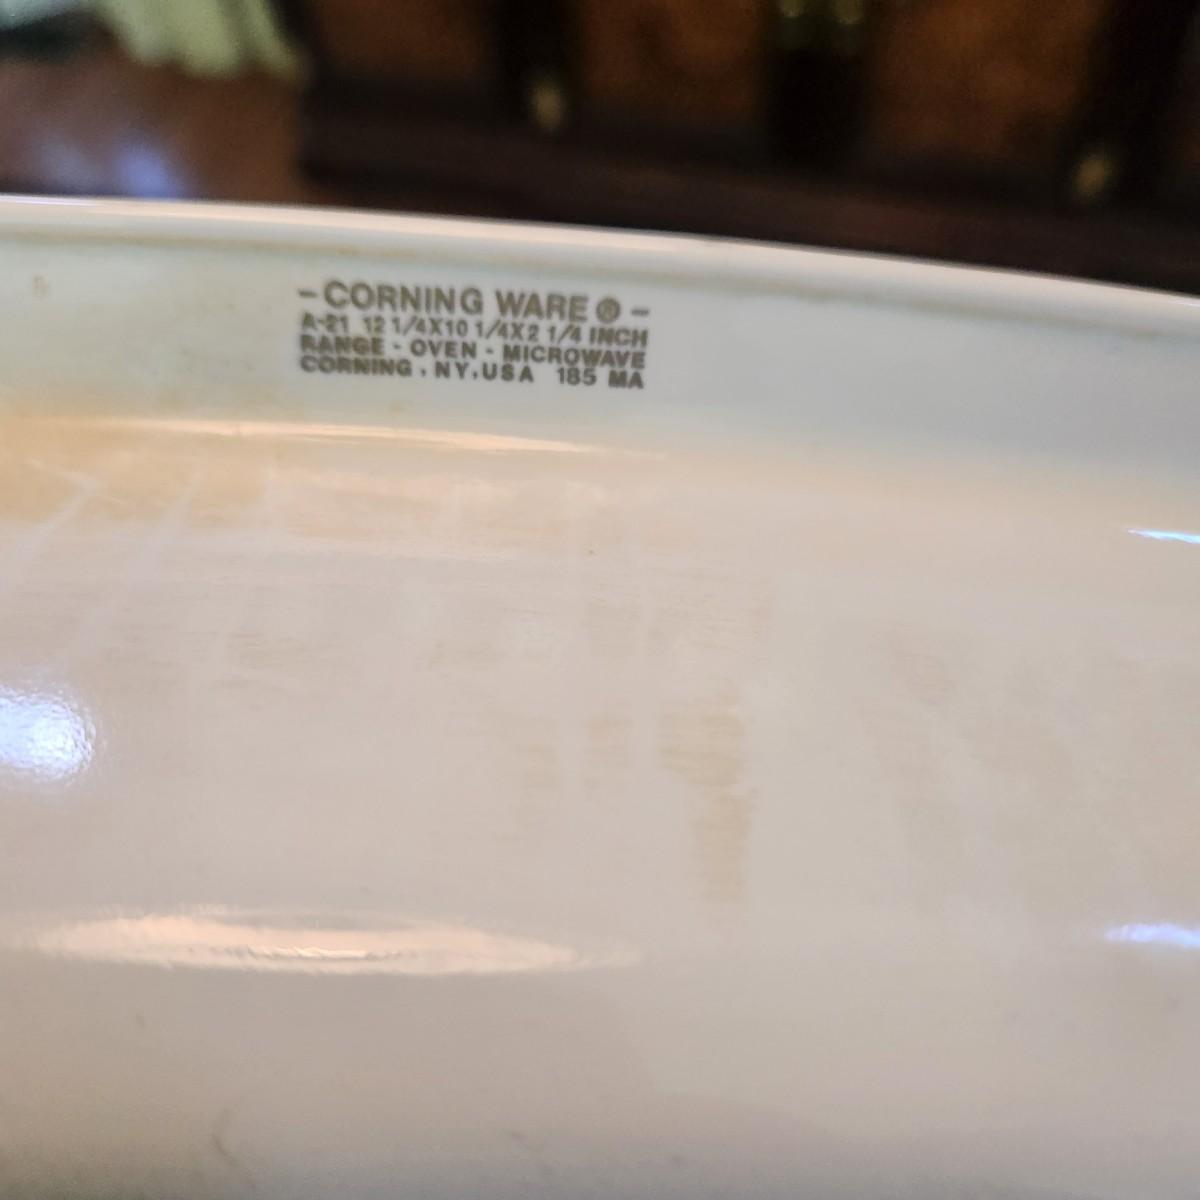 -CORNING WARE ® -
A-21 12 1/4X10 1/4X2 1/4 INCH
RANGE - OVEN - MICROWAVE
CORNING . NY. USA 185 MA